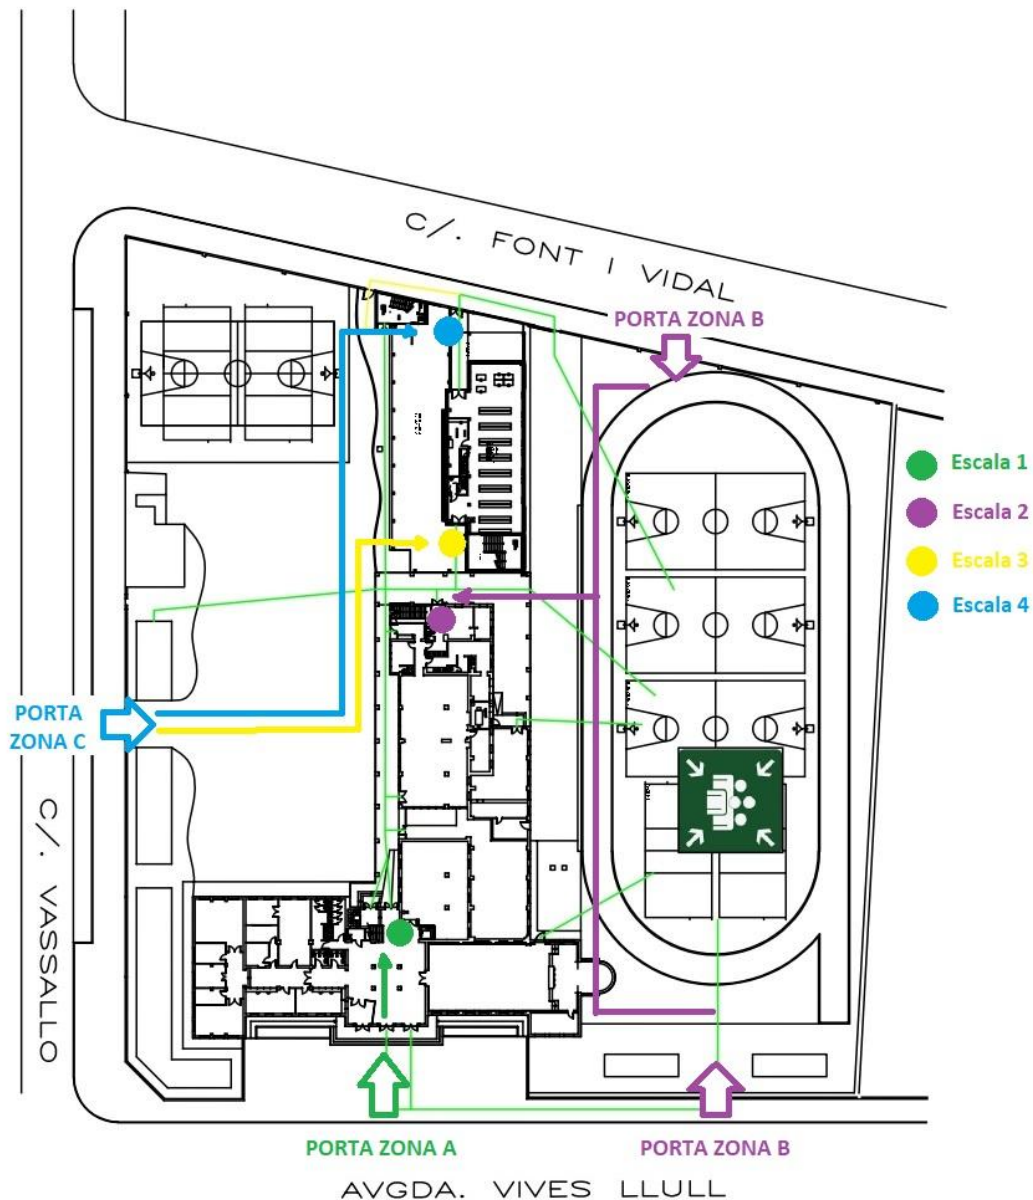 C/. FONT I VIDAL
PORTA ZONA B
Escala 1
Escala 2
Escala 3
Escala 4
PORTA
ZONA C
C/. VASSALLO
PORTA ZONA A
PORTA ZONA B
AVGDA. VIVES LLULL